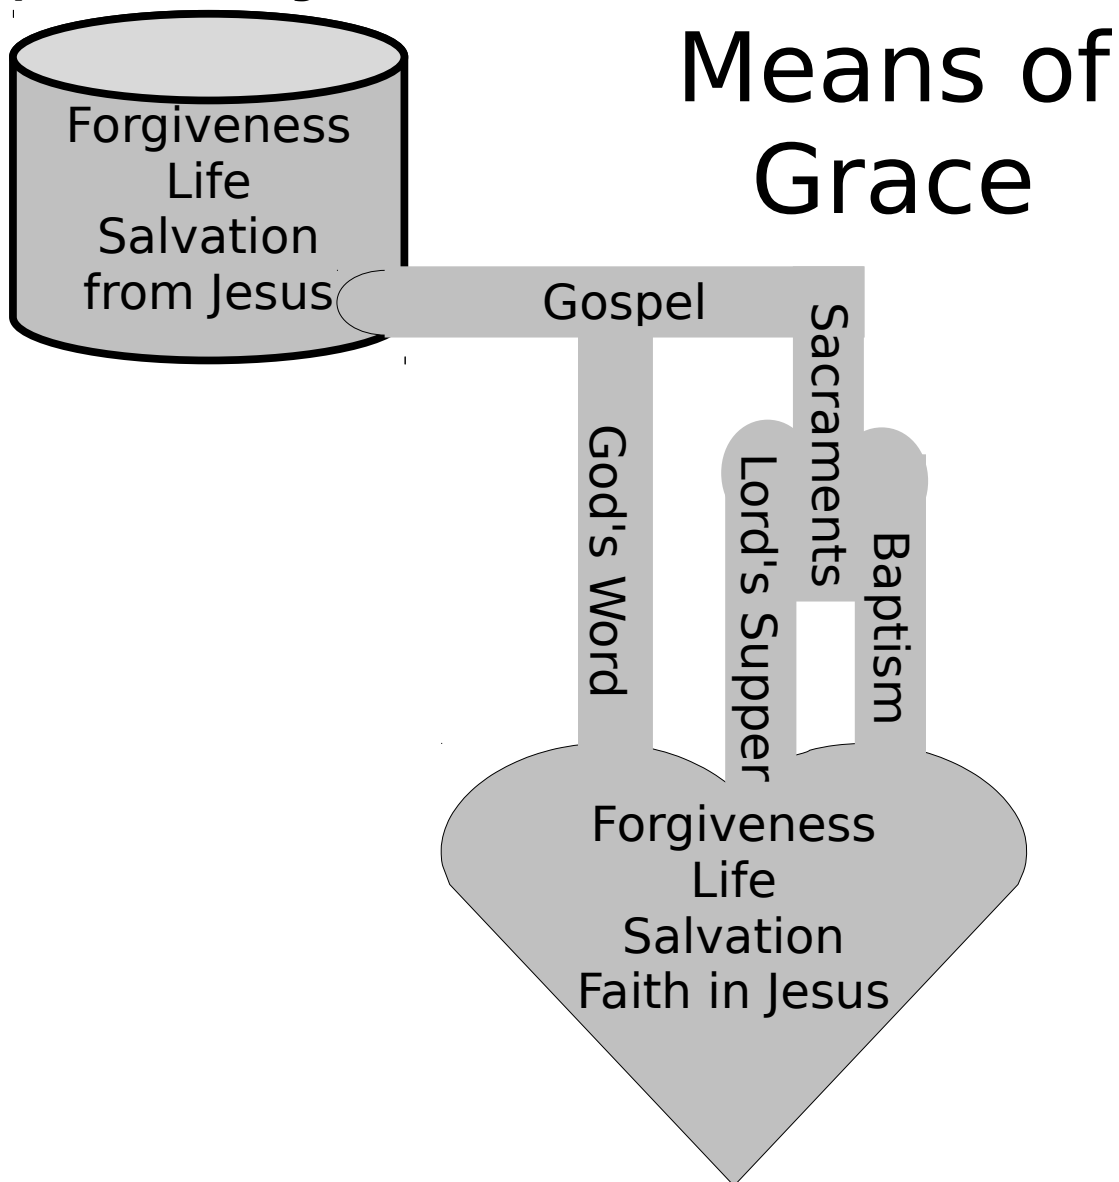 Means of
Grace
Forgiveness
Life
Salvation
from Jesus
Gospel
Sacraments
God's Word
Lord's Supper
Baptism
Forgiveness
Life
Salvation
Faith in Jesus